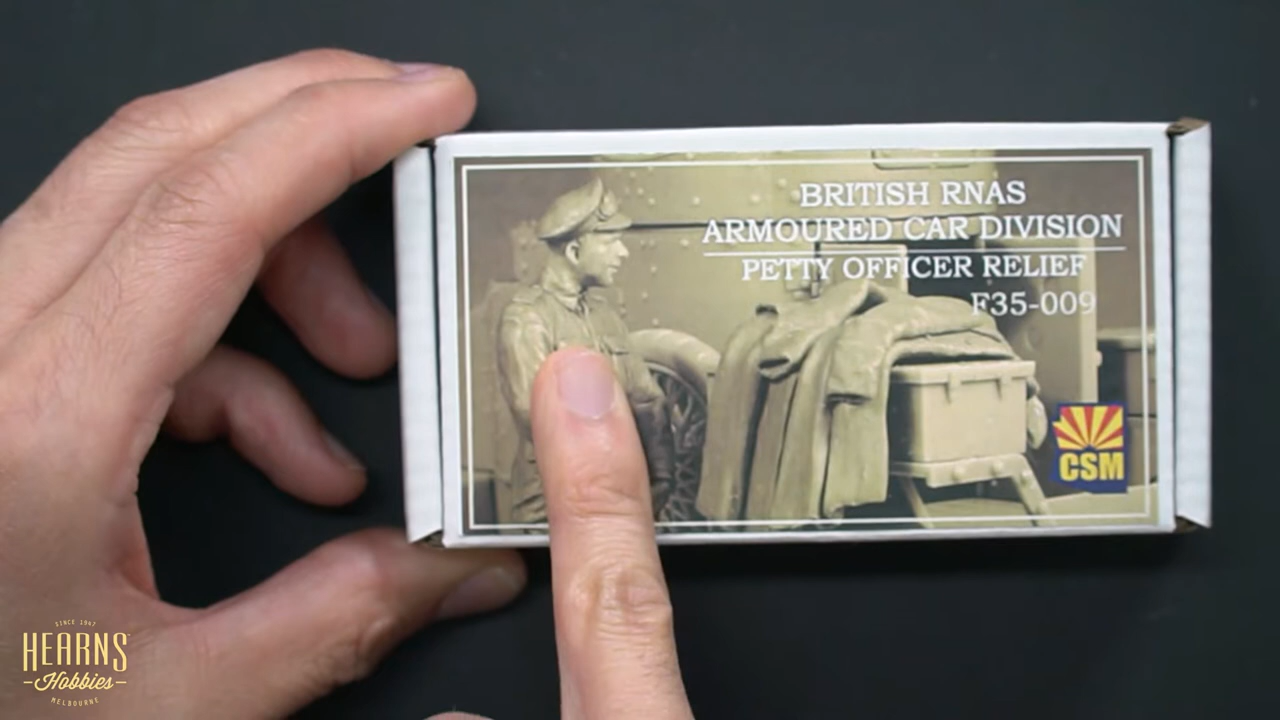 BRITISH RNAS
ARMOURED CAR DIVISION
PETTY OFFICER RELIEF
F35-009
CSM
SINCE 1947
HEARNS
Hobbies
MELBOURNE